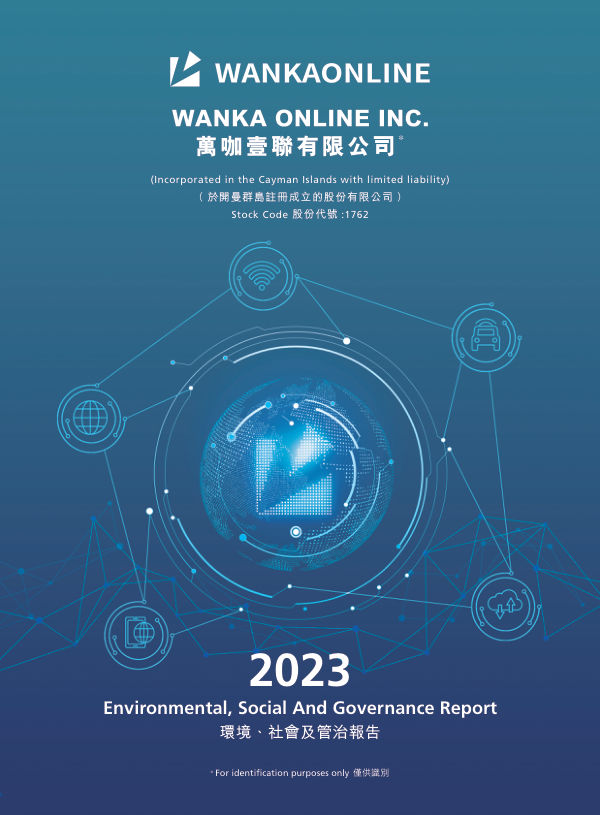 WANKAONLINE
WANKA ONLINE INC.
萬咖壹聯有限公司*
(Incorporated in the Cayman Islands with limited liability)
（於開曼群島註冊成立的股份有限公司）
Stock Code 股份代號 :1762
2023
Environmental, Social And Governance Report
環境、社會及管治報告
* For identification purposes only 僅供識別